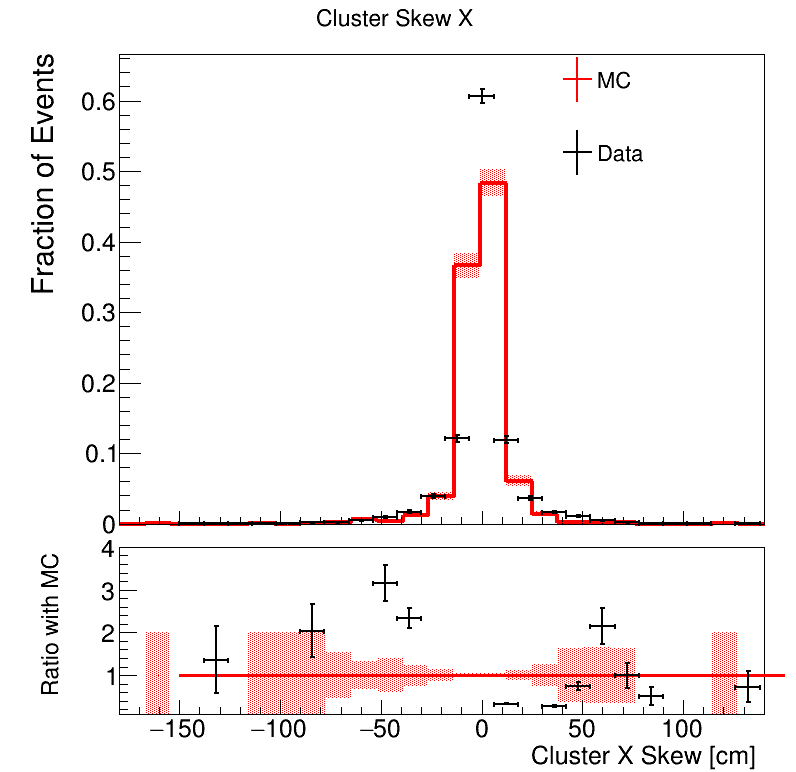 Cluster Skew X
Fraction of Events
0.6
0.5
0.4
0.3
0.2
0.1
0
MC
Data
Ratio with MC
4
3
2
1
−150 −100 −50 0 50 100
Cluster X Skew [cm]